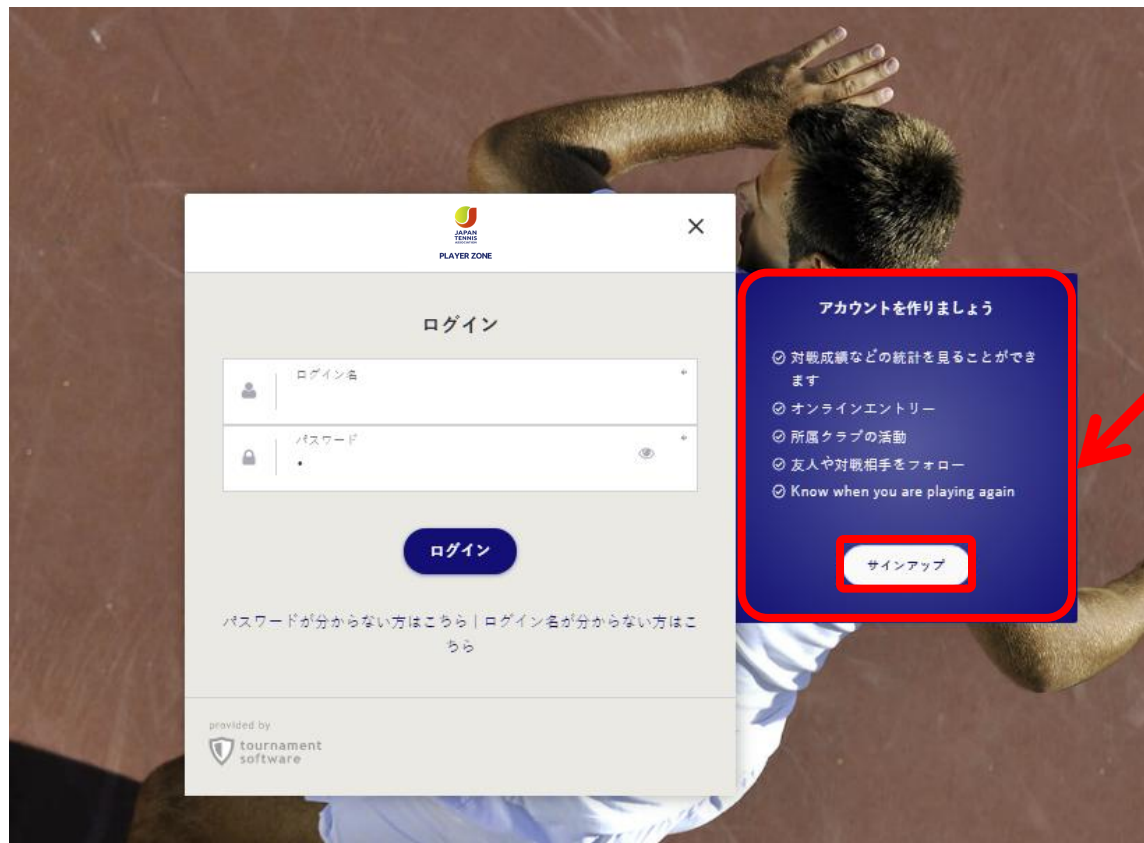 JAPAN
TENNIS
ASSOCIATION
PLAYER ZONE
ログイン
ログイン名
パスワード
ログイン
パスワードが分からない方はこちら | ログイン名が分からない方はこ
ちら
provided by
tournament
software
アカウントを作りましょう
対戦成績などの統計を見ることができ
ます
オンラインエントリー
所属クラブの活動
友人や対戦相手をフォロー
Know when you are playing again
サインアップ